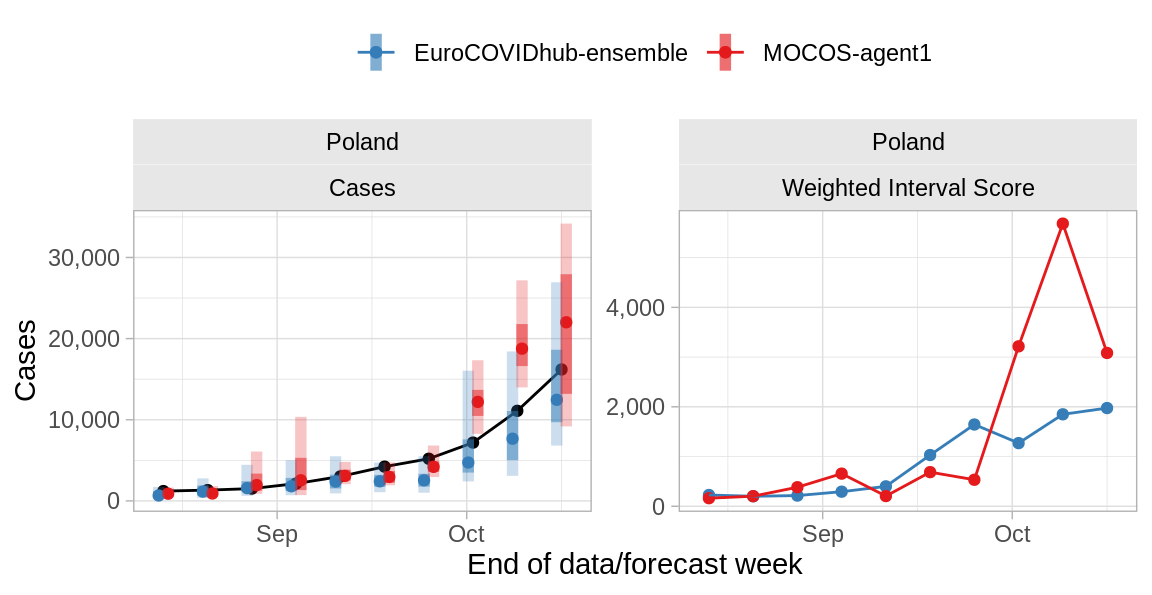 EuroCOVIDhub-ensemble MOCOS-agent1
Poland
Cases
Cases
30,000
20,000
10,000
0
Sep Oct
Poland
Weighted Interval Score
4,000
2,000
0
Sep Oct
End of data/forecast week